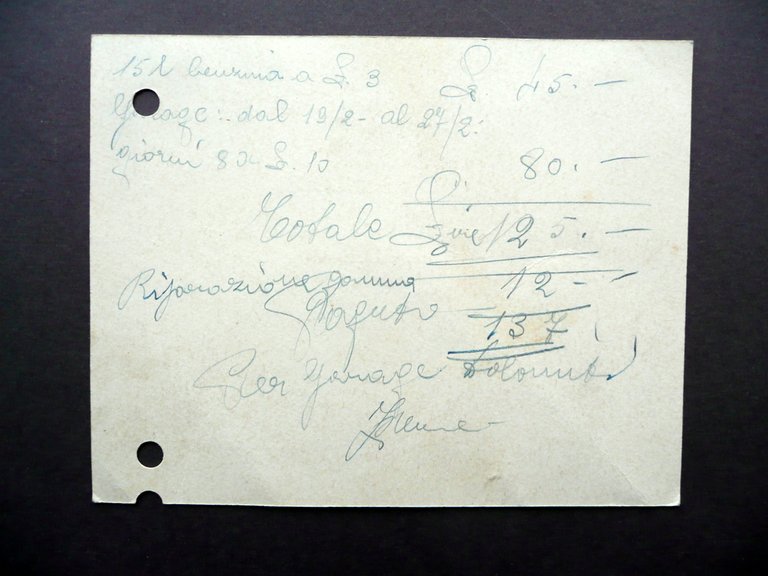 15 l benzina a L. 3 L. 45.—
Garage: dal 19/2 - al 27/2:
giorni 8 a L. 10 80.—
Totale Lire 125.—
Riparazione gomma 12-
Pagato 137
Per Garage Dolomiti